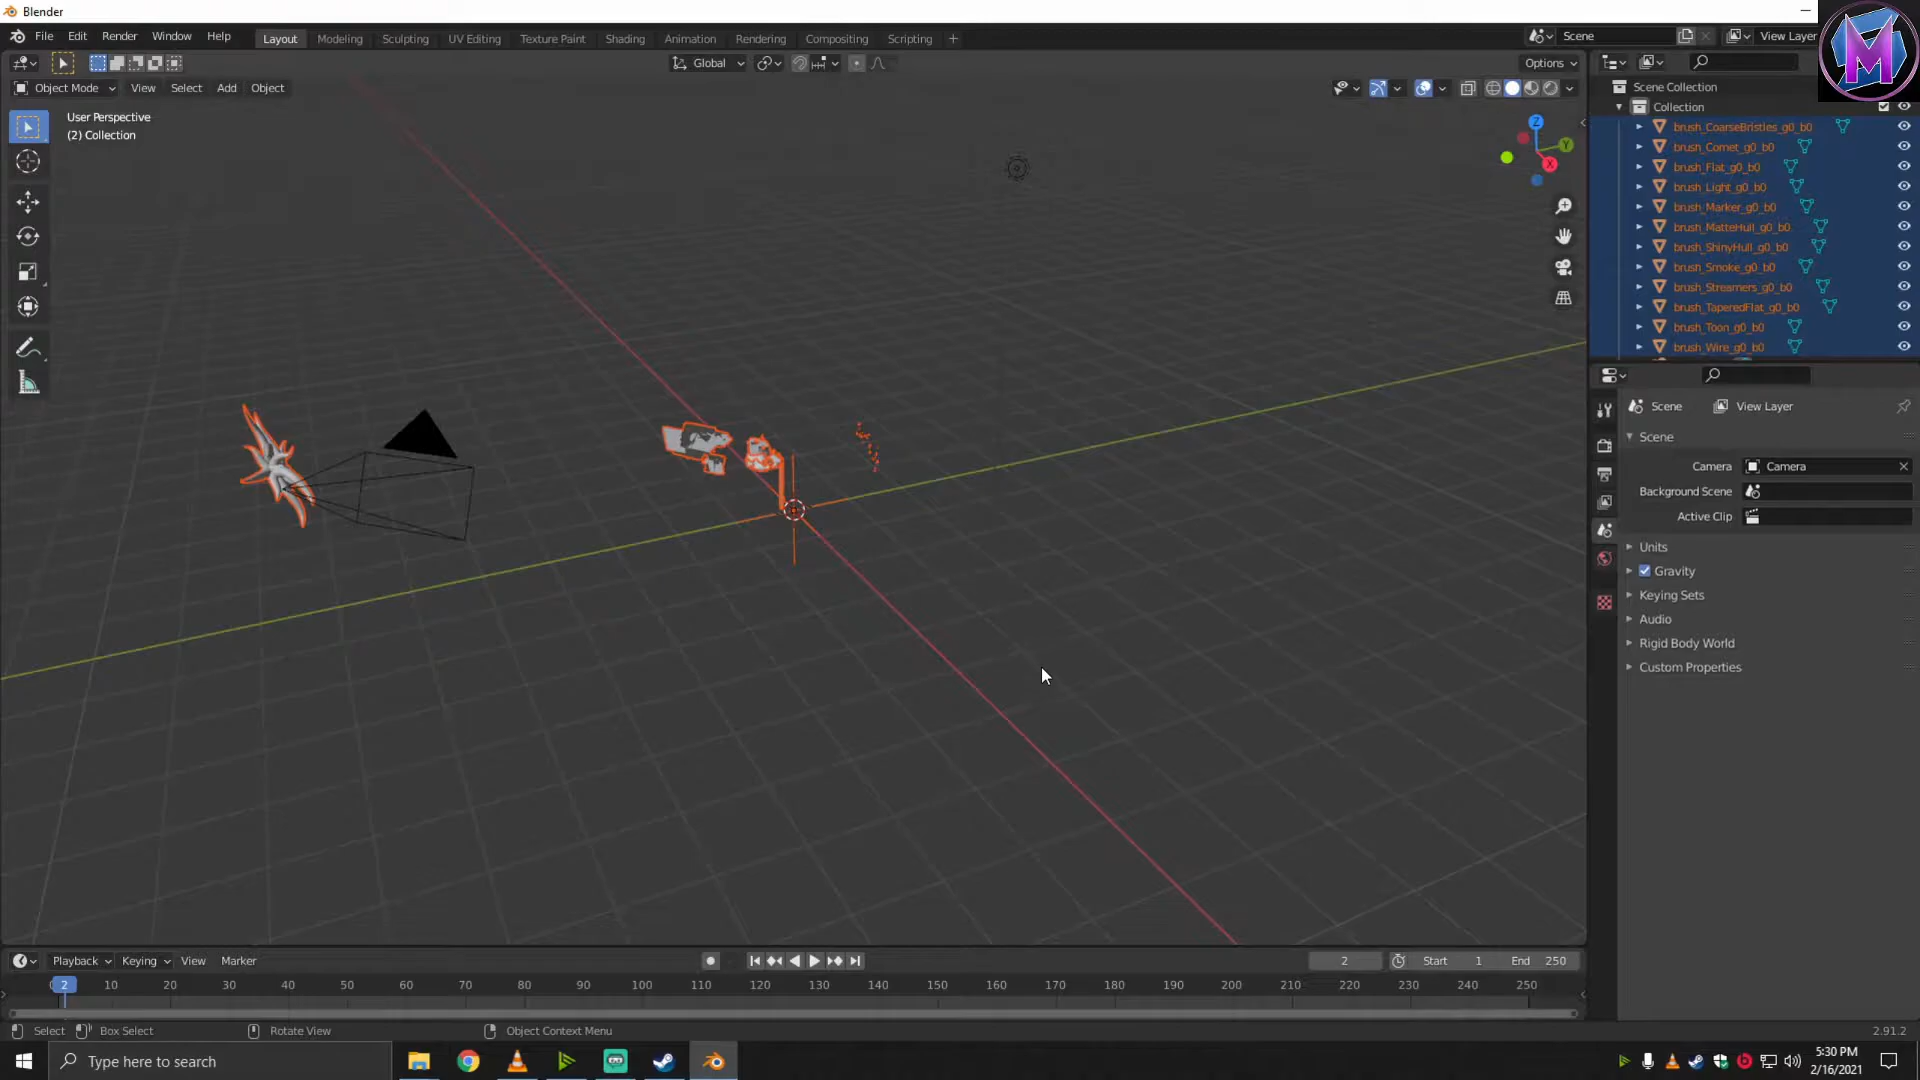 Blender
File Edit Render Window Help
Layout Modeling Sculpting UV Editing Texture Paint Shading Animation Rendering Compositing Scripting +
Scene
View Layer
M
Global
Options
Object Mode View Select Add Object
User Perspective
(2) Collection
Z
Y
X
Scene Collection
Collection
brush_CoarseBristles_g0_b0
brush_Comet_g0_b0
brush_Flat_g0_b0
brush_Light_g0_b0
brush_Marker_g0_b0
brush_MatteHull_g0_b0
brush_ShinyHull_g0_b0
brush_Smoke_g0_b0
brush_Streamers_g0_b0
brush_TaperedFlat_g0_b0
brush_Toon_g0_b0
brush_Wire_g0_b0
Scene View Layer
Scene
Camera Camera
Background Scene
Active Clip
Units
Gravity
Keying Sets
Audio
Rigid Body World
Custom Properties
Playback Keying View Marker
2 Start 1 End 250
2 10 20 30 40 50 60 70 80 90 100 110 120 130 140 150 160 170 180 190 200 210 220 230 240 250
Select Box Select Rotate View Object Context Menu
2.91.2
Type here to search
5:30 PM
2/16/2021